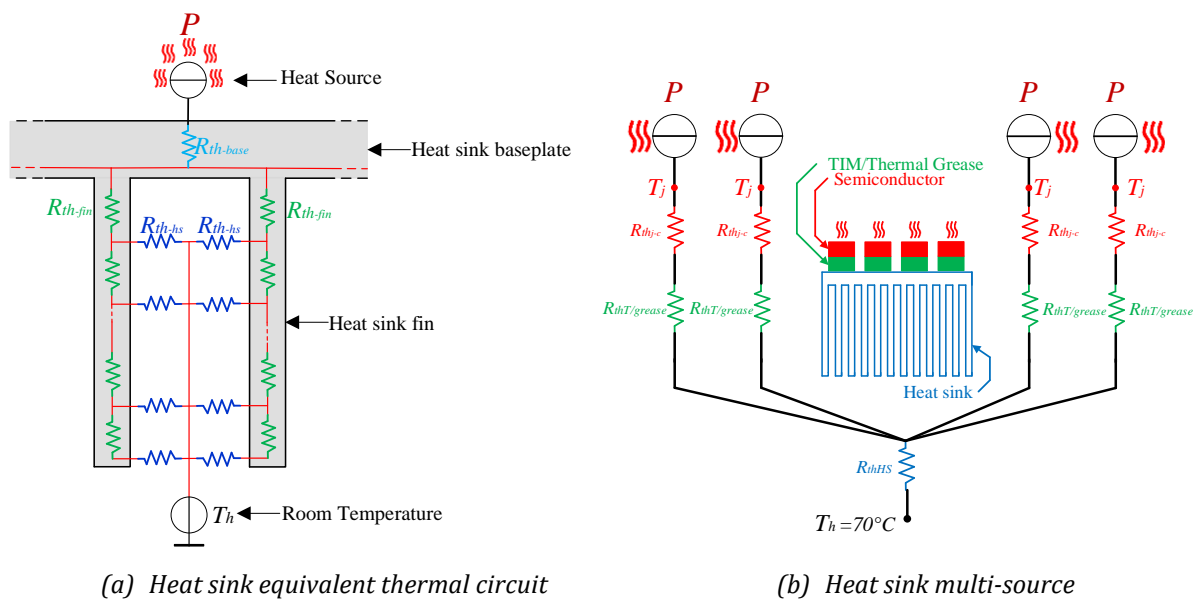 P
Heat Source
Rth-base
Heat sink baseplate
Rth-fin
Rth-hs
Rth-hs
Rth-fin
Heat sink fin
Th
Room Temperature
(a) Heat sink equivalent thermal circuit
P
P
P
P
TIM/Thermal Grease
Semiconductor
Tj
Tj
Tj
Tj
Rthj-c
Rthj-c
Rthj-c
Rthj-c
RthT/grease
RthT/grease
RthT/grease
RthT/grease
Heat sink
RthHS
Th =70°C
(b) Heat sink multi-source